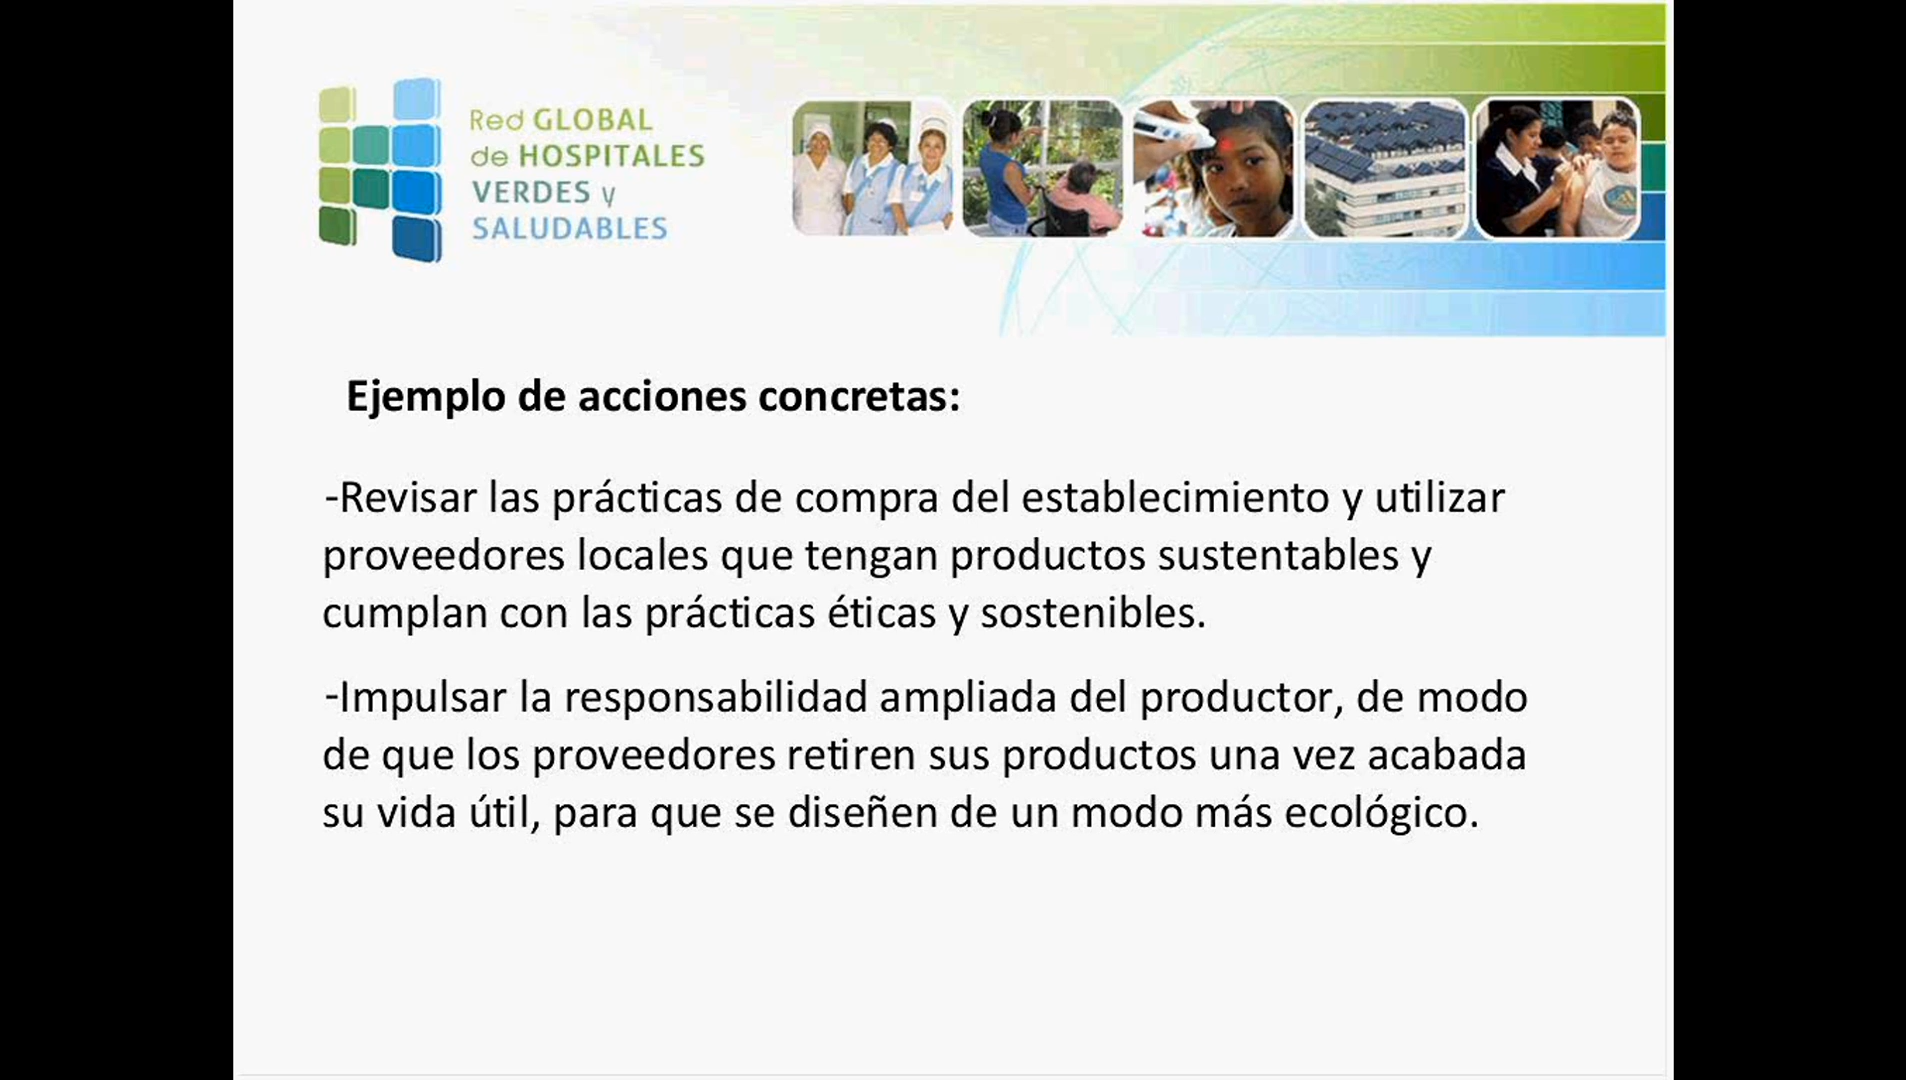 Red GLOBAL
de HOSPITALES
VERDES y
SALUDABLES
Ejemplo de acciones concretas:
-Revisar las prácticas de compra del establecimiento y utilizar
proveedores locales que tengan productos sustentables y
cumplan con las prácticas éticas y sostenibles.
-Impulsar la responsabilidad ampliada del productor, de modo
de que los proveedores retiren sus productos una vez acabada
su vida útil, para que se diseñen de un modo más ecológico.